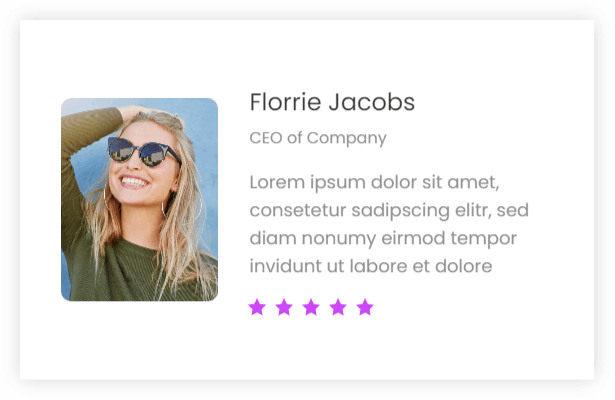 Florrie Jacobs
CEO of Company
Lorem ipsum dolor sit amet,
consetetur sadipscing elitr, sed
diam nonumy eirmod tempor
invidunt ut labore et dolore